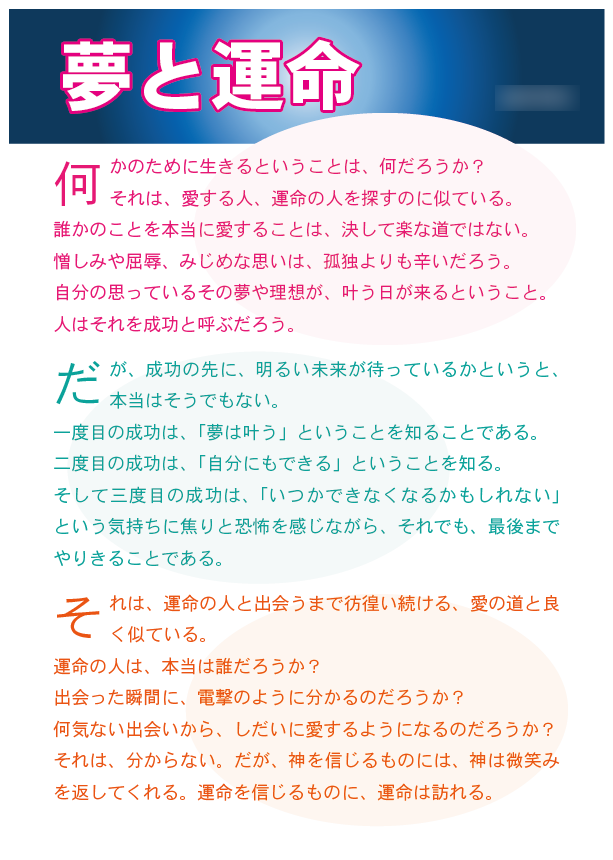 夢と運命
何かのために生きるということは、何だろうか？
それは、愛する人、運命の人を探すのに似ている。
誰かのことを本当に愛することは、決して楽な道ではない。
憎しみや屈辱、みじめな思いは、孤独よりも辛いだろう。
自分の思っているその夢や理想が、叶う日が来るということ。
人はそれを成功と呼ぶだろう。
だが、成功の先に、明るい未来が待っているかというと、
本当はそうでもない。
一度目の成功は、「夢は叶う」ということを知ることである。
二度目の成功は、「自分にもできる」ということを知る。
そして三度目の成功は、「いつかできなくなるかもしれない」
という気持ちに焦りと恐怖を感じながら、それでも、最後まで
やりきることである。
それは、運命の人と出会うまで彷徨い続ける、愛の道と良
く似ている。
運命の人は、本当は誰だろうか？
出会った瞬間に、電撃のように分かるのだろうか？
何気ない出会いから、しだいに愛するようになるのだろうか？
それは、分からない。だが、神を信じるものには、神は微笑み
を返してくれる。運命を信じるものに、運命は訪れる。